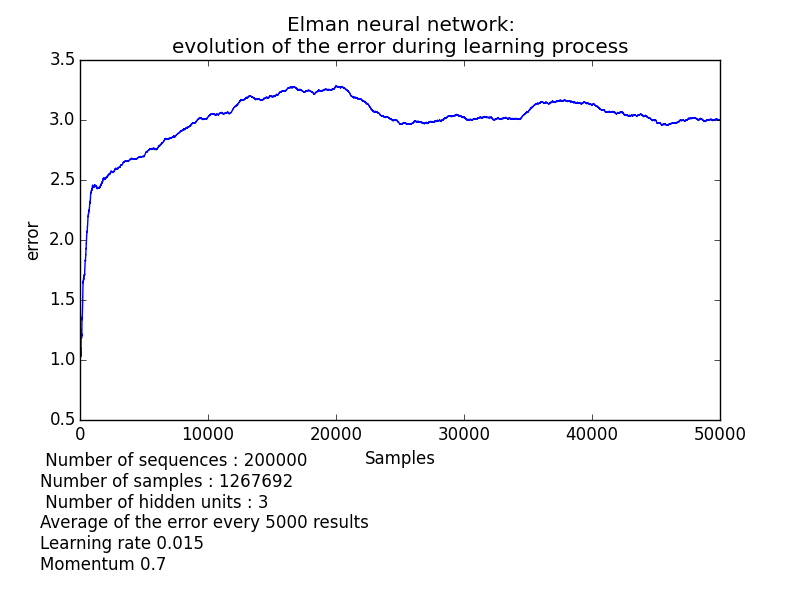 Elman neural network:
evolution of the error during learning process
3.5
3.0
2.5
2.0
1.5
1.0
0.5
error
0 10000 20000 30000 40000 50000
Samples
Number of sequences : 200000
Number of samples : 1267692
Number of hidden units : 3
Average of the error every 5000 results
Learning rate 0.015
Momentum 0.7